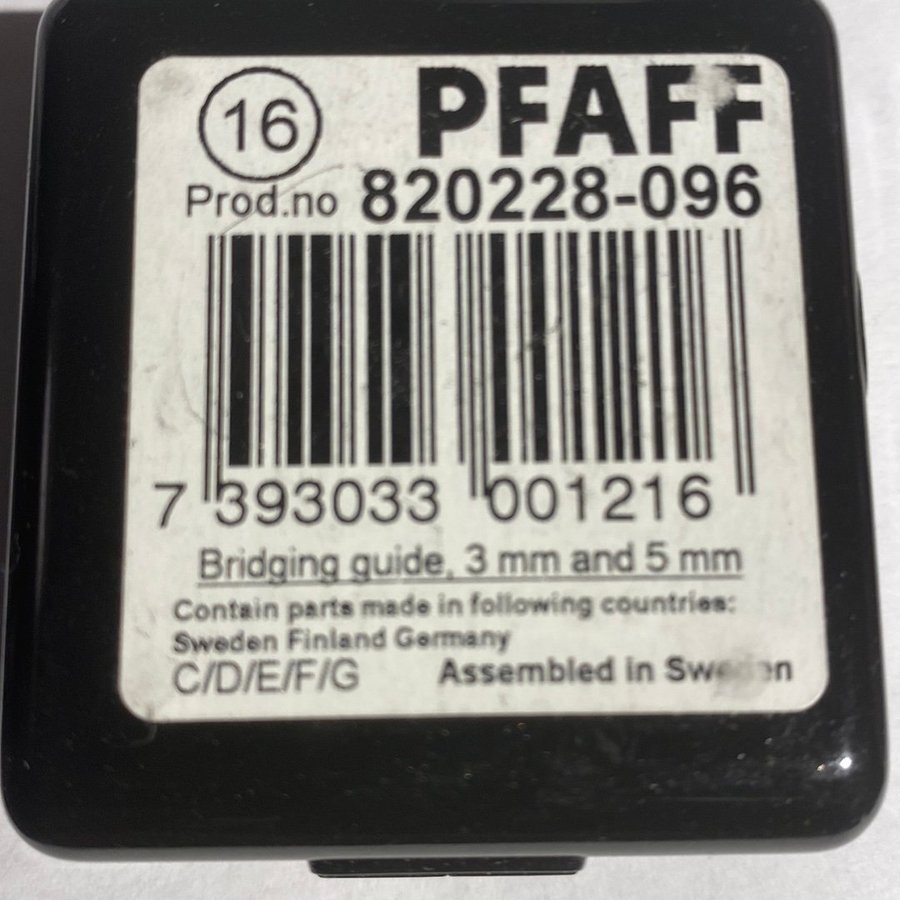 16 PFAFF
Prod.no 820228-096
7 393033 001216
Bridging guide, 3 mm and 5 mm
Contain parts made in following countries:
Sweden Finland Germany
C/D/E/F/G Assembled in Sweden